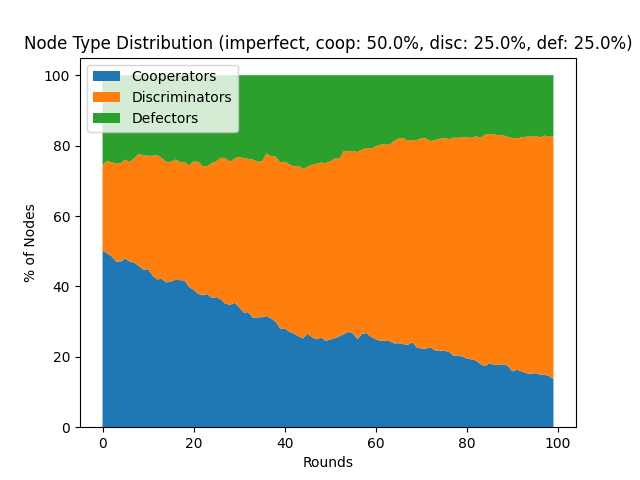 Node Type Distribution (imperfect, coop: 50.0%, disc: 25.0%, def: 25.0%)
Cooperators
Discriminators
Defectors
% of Nodes
100
80
60
40
20
0
0 20 40 60 80 100
Rounds